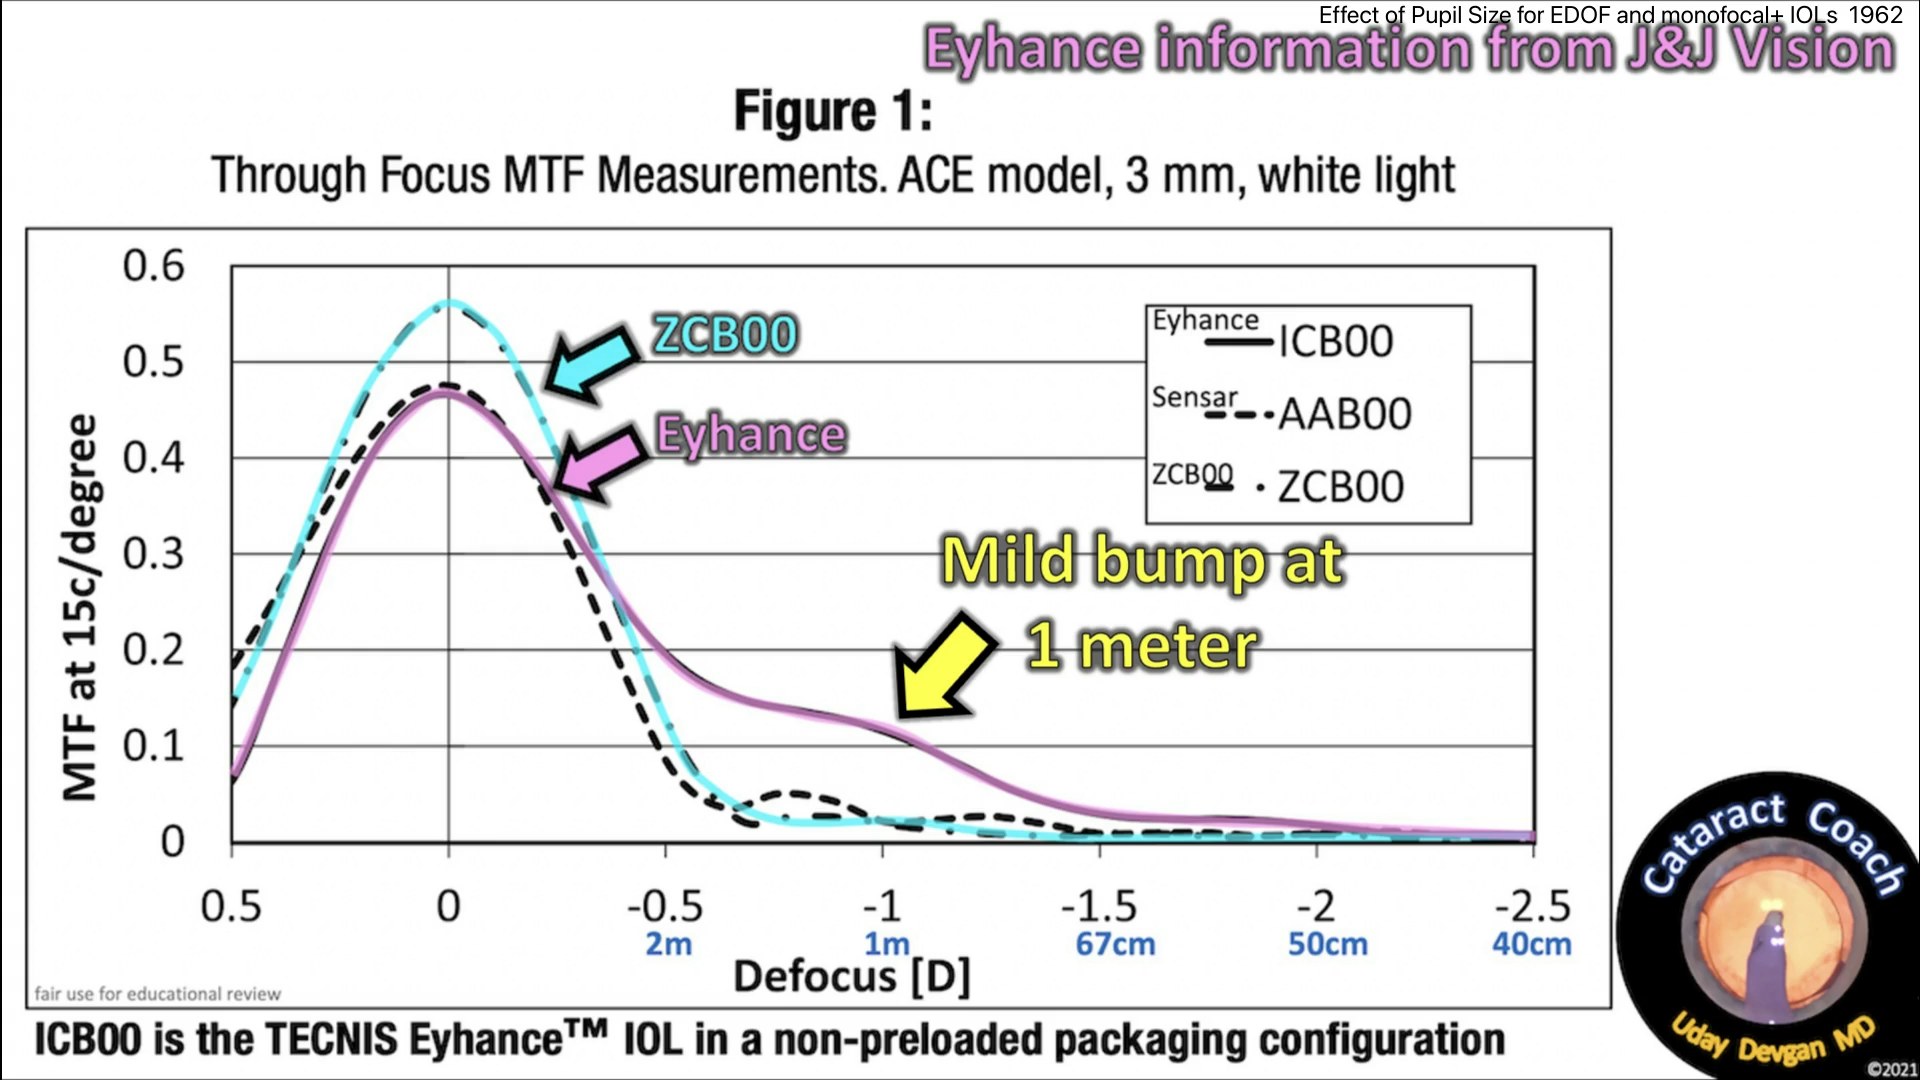 Effect of Pupil Size for EDOF and monofocal+ IOLs 1962
Eyhance information from J&J Vision
Figure 1:
Through Focus MTF Measurements. ACE model, 3 mm, white light
0.6
0.5
0.4
0.3
0.2
0.1
0
MTF at 15c/degree
ZCB00
Eyhance
Eyhance
ICB00
Sensar
AAB00
ZCB00
ZCB00
Mild bump at
1 meter
0.5 0 -0.5 -1 -1.5 -2 -2.5
2m 1m 67cm 50cm 40cm
Defocus [D]
fair use for educational review
ICB00 is the TECNIS Eyhance™ IOL in a non-preloaded packaging configuration
Cataract Coach
Uday Devgan MD
©2021